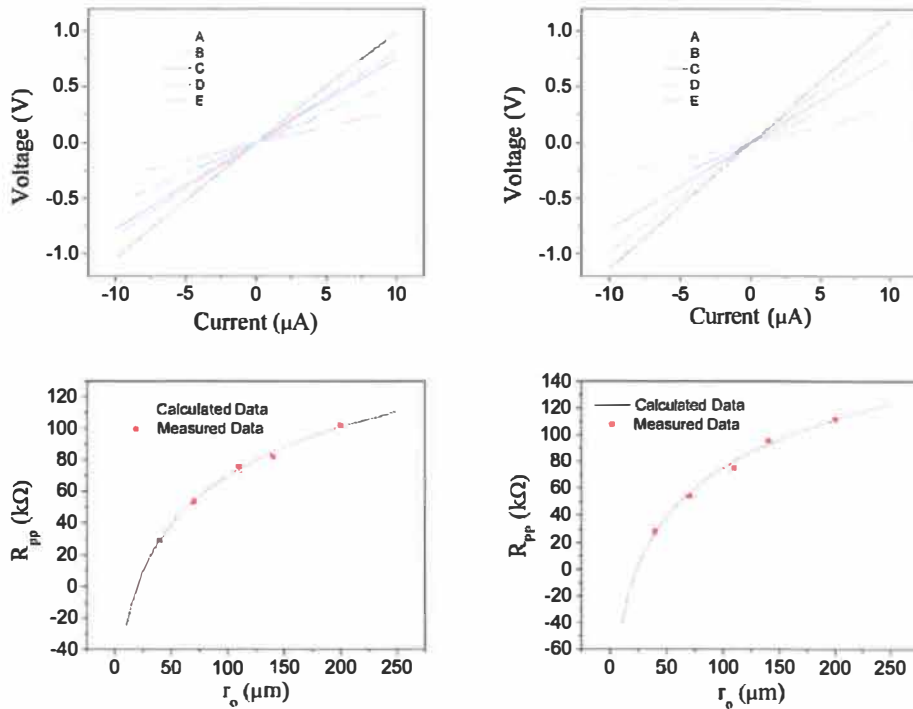 1.0
0.5
0.0
-0.5
-1.0
Voltage (V)
A
B
C
D
E
-10 -5 0 5 10
Current (μA)
1.0
0.5
0.0
-0.5
-1.0
Voltage (V)
A
B
C
D
E
-10 -5 0 5 10
Current (μA)
120
100
80
60
40
20
0
-20
-40
R_pp (kΩ)
Calculated Data
Measured Data
0 50 100 150 200 250
r_o (μm)
140
120
100
80
60
40
20
0
-20
-40
-60
R_pp (kΩ)
Calculated Data
Measured Data
0 50 100 150 200 250
r_o (μm)